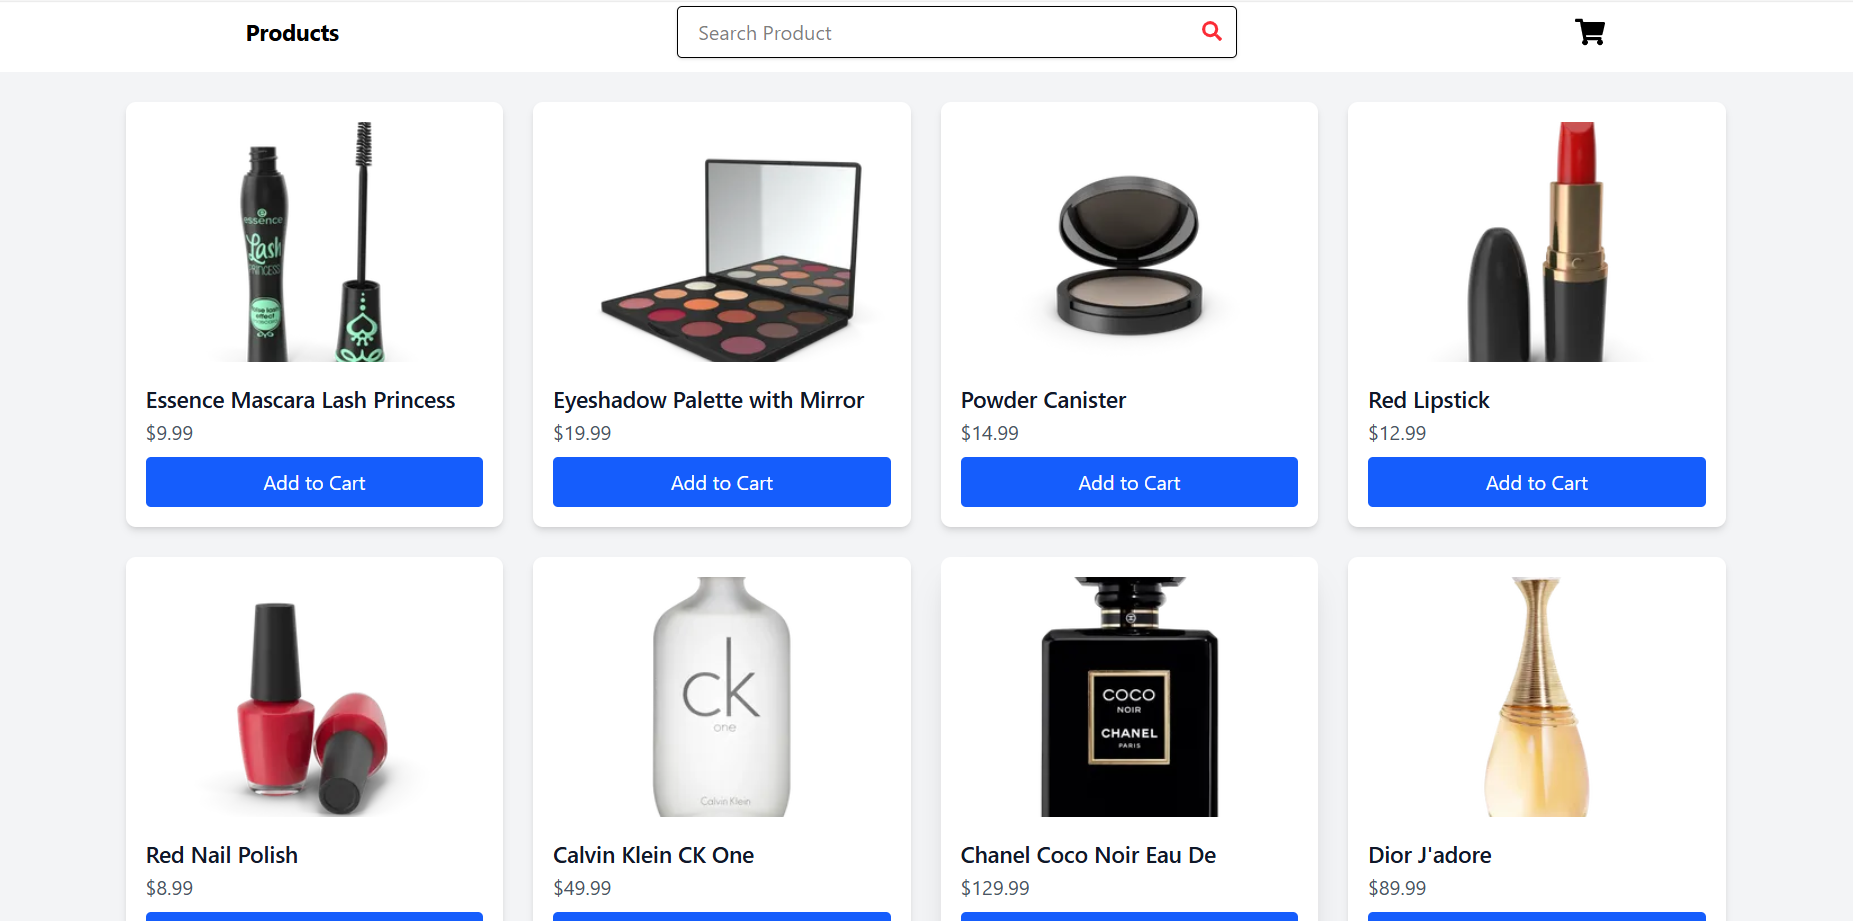 Products
Search Product
essence
Lash
PRINCESS
Essence Mascara Lash Princess
$9.99
Add to Cart
Eyeshadow Palette with Mirror
$19.99
Add to Cart
Powder Canister
$14.99
Add to Cart
Red Lipstick
$12.99
Add to Cart
Red Nail Polish
$8.99
ck
one
Calvin Klein
Calvin Klein CK One
$49.99
COCO
NOIR
CHANEL
PARIS
Chanel Coco Noir Eau De
$129.99
Dior J'adore
$89.99